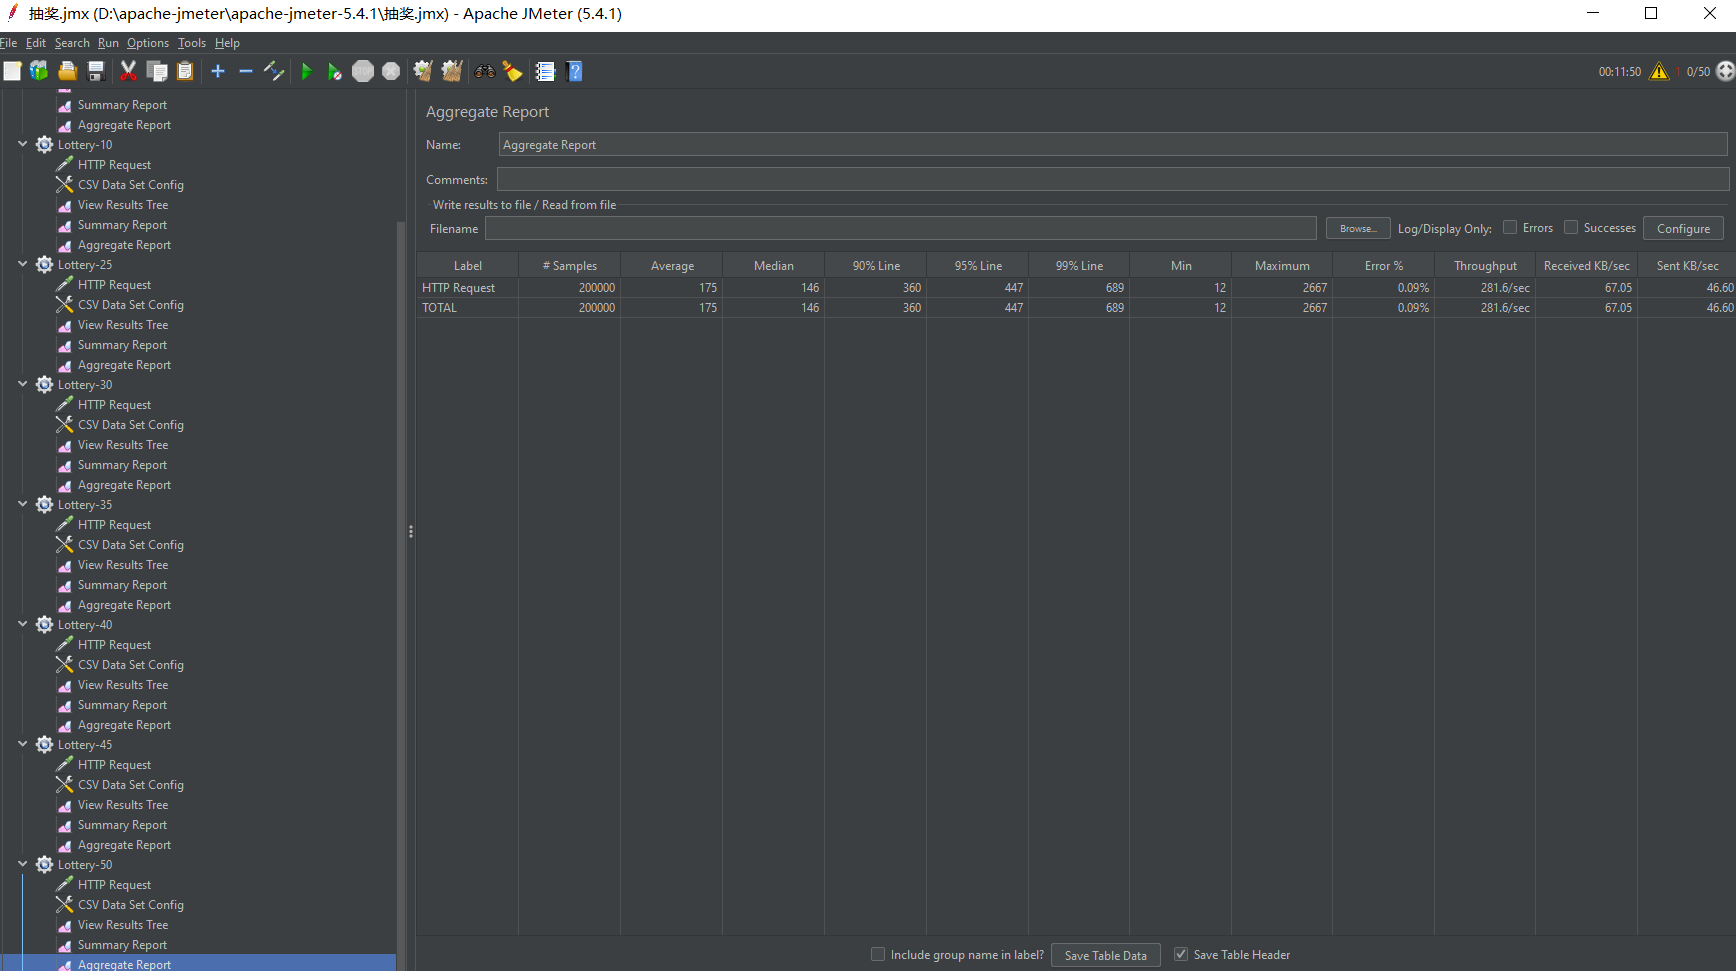 抽奖.jmx (D:\apache-jmeter\apache-jmeter-5.4.1\抽奖.jmx) - Apache JMeter (5.4.1)
File Edit Search Run Options Tools Help
STOP
00:11:50 1 0/50
Summary Report
Aggregate Report
Lottery-10
HTTP Request
CSV Data Set Config
View Results Tree
Summary Report
Aggregate Report
Lottery-25
HTTP Request
CSV Data Set Config
View Results Tree
Summary Report
Aggregate Report
Lottery-30
HTTP Request
CSV Data Set Config
View Results Tree
Summary Report
Aggregate Report
Lottery-35
HTTP Request
CSV Data Set Config
View Results Tree
Summary Report
Aggregate Report
Lottery-40
HTTP Request
CSV Data Set Config
View Results Tree
Summary Report
Aggregate Report
Lottery-45
HTTP Request
CSV Data Set Config
View Results Tree
Summary Report
Aggregate Report
Lottery-50
HTTP Request
CSV Data Set Config
View Results Tree
Summary Report
Aggregate Report
Aggregate Report
Name: Aggregate Report
Comments:
Write results to file / Read from file
Filename Browse... Log/Display Only: Errors Successes Configure
Label # Samples Average Median 90% Line 95% Line 99% Line Min Maximum Error % Throughput Received KB/sec Sent KB/sec
HTTP Request 200000 175 146 360 447 689 12 2667 0.09% 281.6/sec 67.05 46.60
TOTAL 200000 175 146 360 447 689 12 2667 0.09% 281.6/sec 67.05 46.60
Include group name in label? Save Table Data Save Table Header